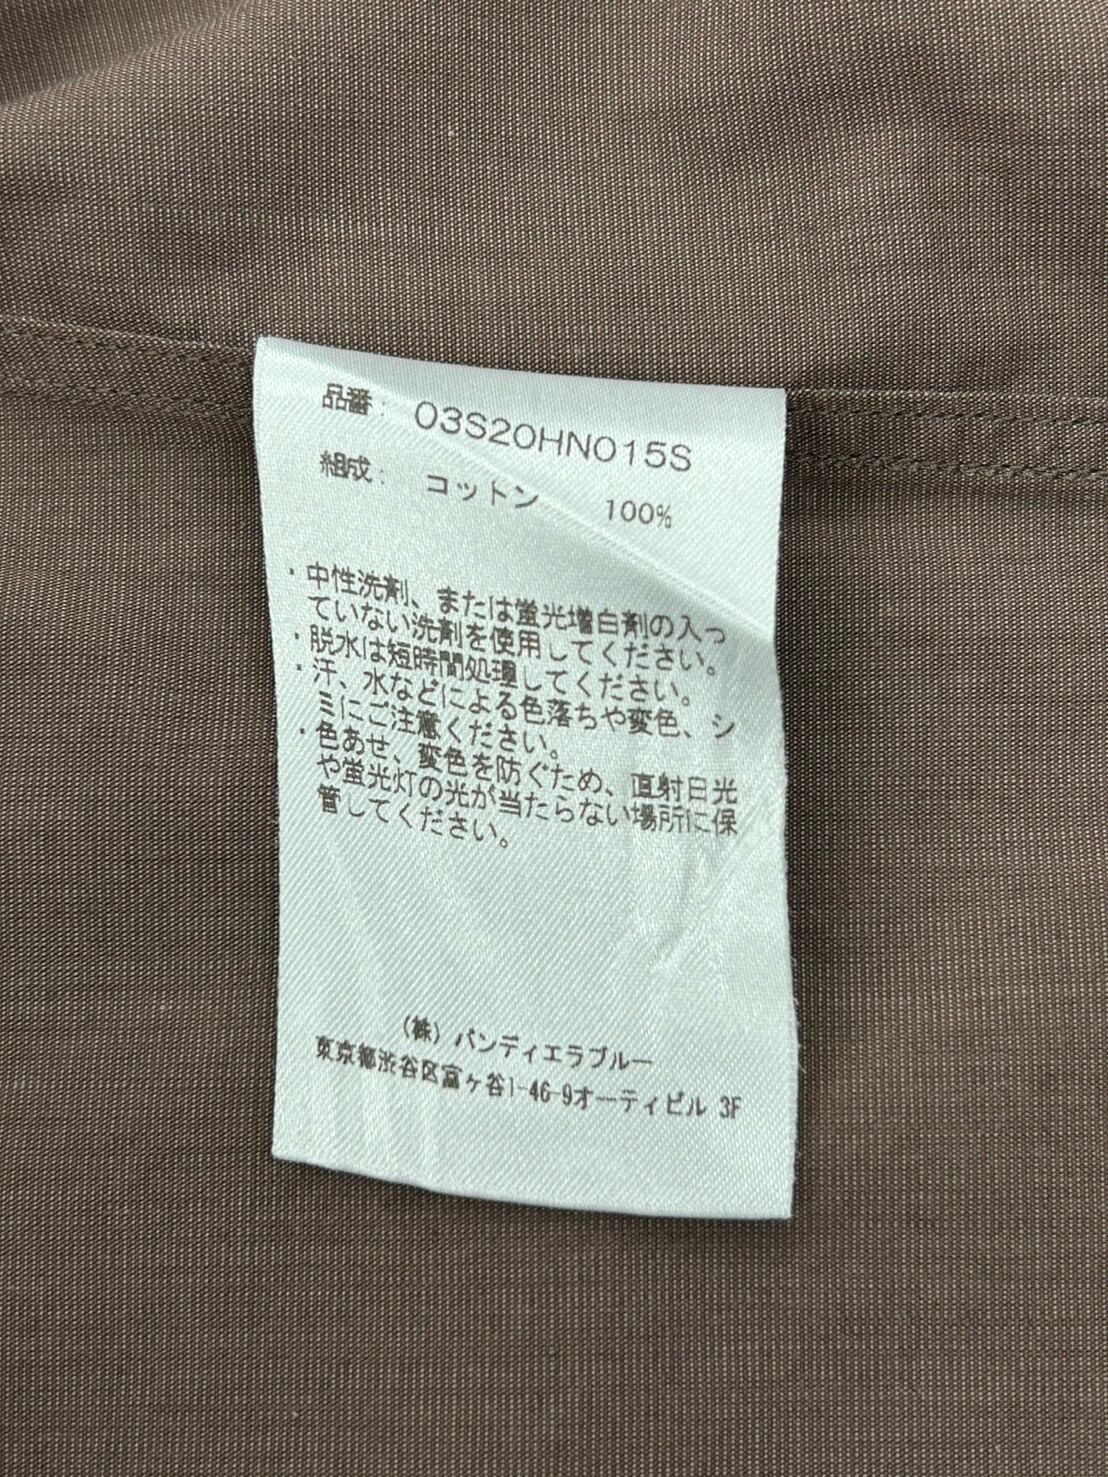 品番: 03S20HN015S
組成: コットン 100%
・中性洗剤、または蛍光増白剤の入っ
ていない洗剤を使用してください。
・脱水は短時間処理してください。
・汗、水などによる色落ちや変色、シ
ミにご注意ください。
・色あせ、変色を防ぐため、直射日光
や蛍光灯の光が当たらない場所に保
管してください。
(株)バンディエラブルー
東京都渋谷区富ヶ谷1-46-9オーティビル 3F